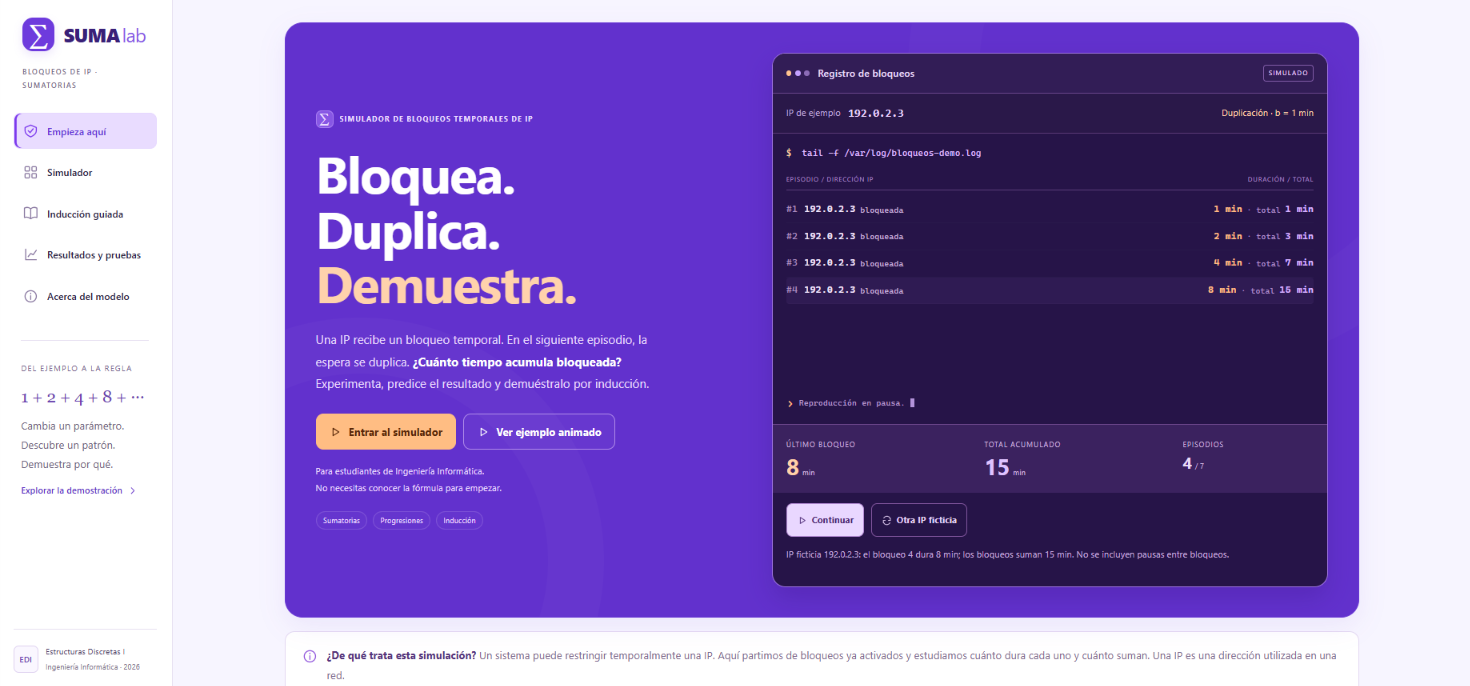 ∑ SUMA lab
BLOQUEOS DE IP -
SUMATORIAS
Empieza aquí
Simulador
Inducción guiada
Resultados y pruebas
Acerca del modelo
DEL EJEMPLO A LA REGLA
1 + 2 + 4 + 8 + ···
Cambia un parámetro.
Descubre un patrón.
Demuestra por qué.
Explorar la demostración
EDI
Estructuras Discretas I
Ingeniería Informática · 2026
∑ SIMULADOR DE BLOQUEOS TEMPORALES DE IP
Bloquea.
Duplica.
Demuestra.
Una IP recibe un bloqueo temporal. En el siguiente episodio, la
espera se duplica. ¿Cuánto tiempo acumula bloqueada?
Experimenta, predice el resultado y demuéstralo por inducción.
Entrar al simulador
Ver ejemplo animado
Para estudiantes de Ingeniería Informática.
No necesitas conocer la fórmula para empezar.
Sumatorias
Progresiones
Inducción
Registro de bloqueos
SIMULADO
IP de ejemplo 192.0.2.3
Duplicación · b = 1 min
$ tail -f /var/log/bloqueos-demo.log
EPISODIO / DIRECCIÓN IP
DURACIÓN / TOTAL
#1 192.0.2.3 bloqueada 1 min · total 1 min
#2 192.0.2.3 bloqueada 2 min · total 3 min
#3 192.0.2.3 bloqueada 4 min · total 7 min
#4 192.0.2.3 bloqueada 8 min · total 15 min
› Reproducción en pausa.
ÚLTIMO BLOQUEO
8 min
TOTAL ACUMULADO
15 min
EPISODIOS
4 / 7
Continuar
Otra IP ficticia
IP ficticia 192.0.2.3: el bloqueo 4 dura 8 min; los bloqueos suman 15 min. No se incluyen pausas entre bloqueos.
¿De qué trata esta simulación? Un sistema puede restringir temporalmente una IP. Aquí partimos de bloqueos ya activados y estudiamos cuánto dura cada uno y cuánto suman. Una IP es una dirección utilizada en una
red.